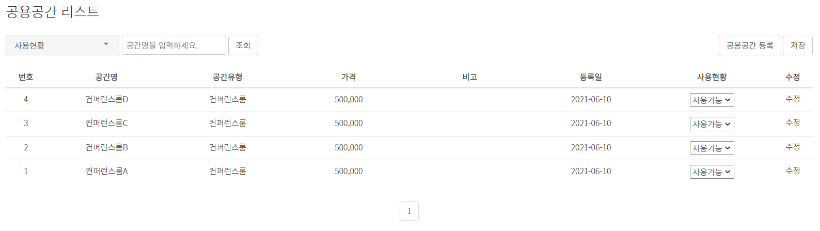 공용공간 리스트
사용현황 공간명을 입력하세요. 조회 공용공간 등록 저장
번호 공간명 공간유형 가격 비고 등록일 사용현황 수정
4 컨퍼런스룸D 컨퍼런스룸 500,000 2021-06-10 사용가능 수정
3 컨퍼런스룸C 컨퍼런스룸 500,000 2021-06-10 사용가능 수정
2 컨퍼런스룸B 컨퍼런스룸 500,000 2021-06-10 사용가능 수정
1 컨퍼런스룸A 컨퍼런스룸 500,000 2021-06-10 사용가능 수정
1